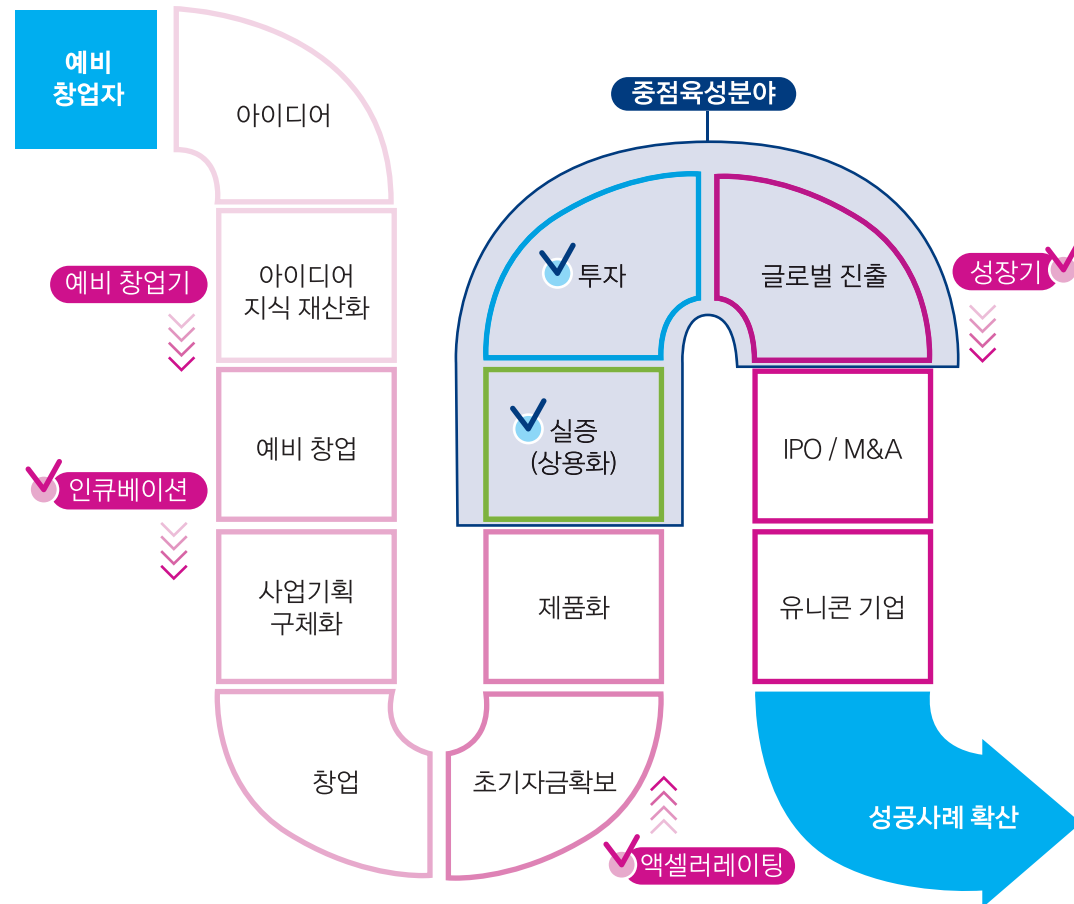 예비
창업자
아이디어
예비 창업기
아이디어
지식 재산화
예비 창업
인큐베이션
사업기획
구체화
창업
초기자금확보
액셀러레이팅
제품화
실증
(상용화)
중점육성분야
투자
글로벌 진출
성장기
IPO / M&A
유니콘 기업
성공사례 확산